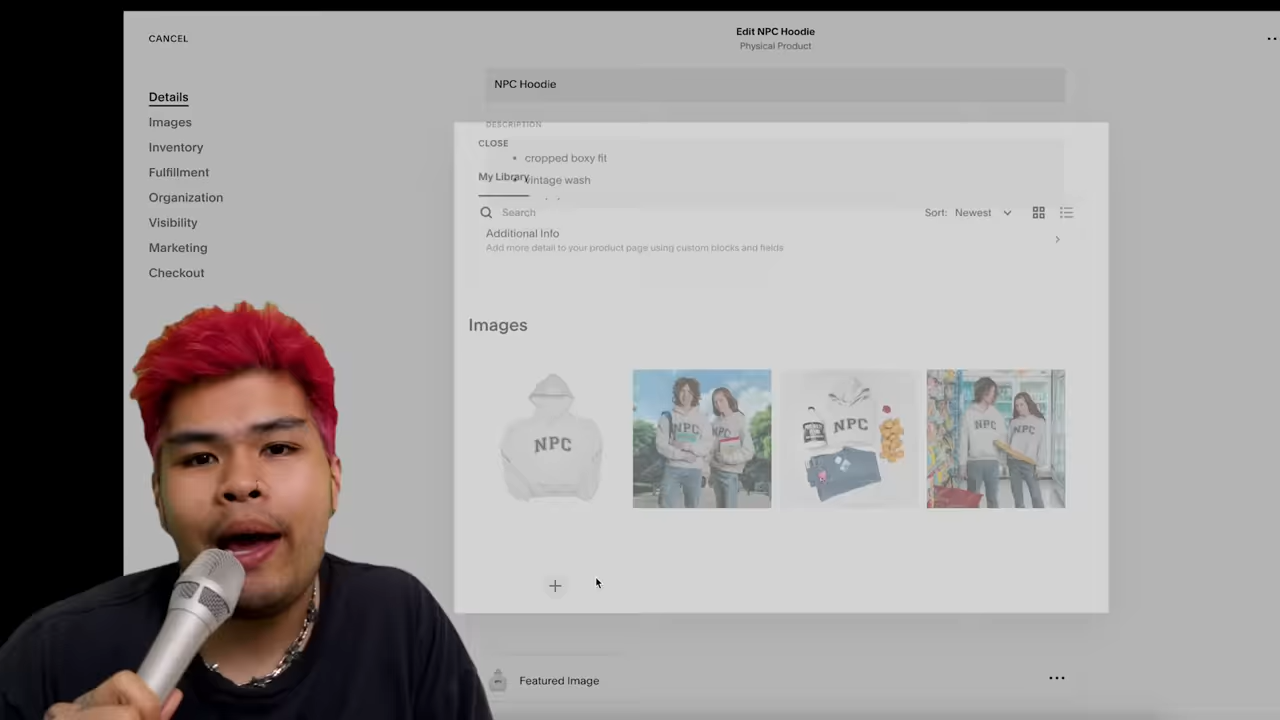 CANCEL
Edit NPC Hoodie
Physical Product
Details
Images
Inventory
Fulfillment
Organization
Visibility
Marketing
Checkout
NPC Hoodie
DESCRIPTION
CLOSE
cropped boxy fit
My Library
vintage wash
Search
Sort: Newest
Additional Info
Add more detail to your product page using custom blocks and fields
Images
NPC
NPC
NPC
NPC
NPC
NPC
Featured Image